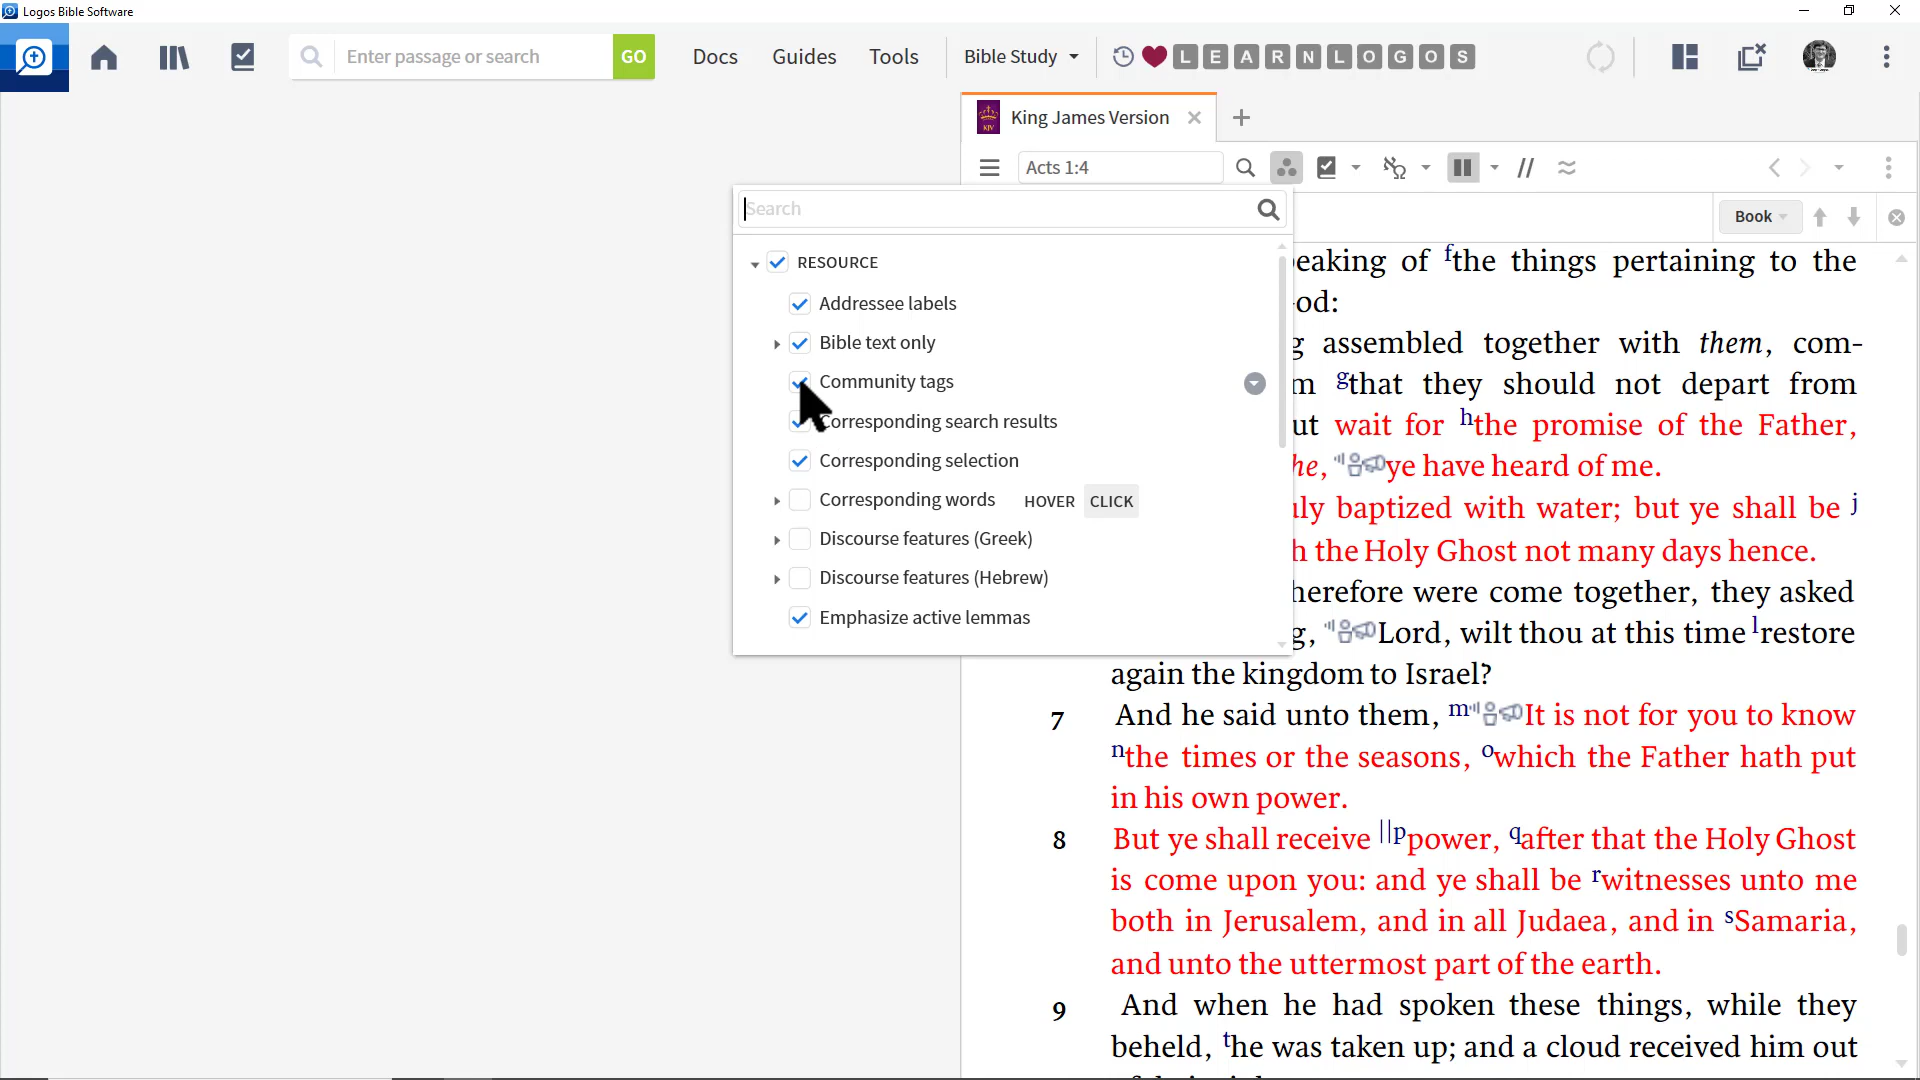 Logos Bible Software
Enter passage or search GO Docs Guides Tools Bible Study LEARNLOGOS
King James Version
Acts 1:4
Search
Book
RESOURCE
Addressee labels
Bible text only
Community tags
Corresponding search results
Corresponding selection
Corresponding words HOVER CLICK
Discourse features (Greek)
Discourse features (Hebrew)
Emphasize active lemmas
eaking of fthe things pertaining to the
od:
g assembled together with them, com-
m gthat they should not depart from
ut wait for hthe promise of the Father,
he, ye have heard of me.
uly baptized with water; but ye shall be j
h the Holy Ghost not many days hence.
herefore were come together, they asked
g, Lord, wilt thou at this time lrestore
again the kingdom to Israel?
7 And he said unto them, mIt is not for you to know
nthe times or the seasons, owhich the Father hath put
in his own power.
8 But ye shall receive ||ppower, qafter that the Holy Ghost
is come upon you: and ye shall be rwitnesses unto me
both in Jerusalem, and in all Judaea, and in sSamaria,
and unto the uttermost part of the earth.
9 And when he had spoken these things, while they
beheld, the was taken up; and a cloud received him out